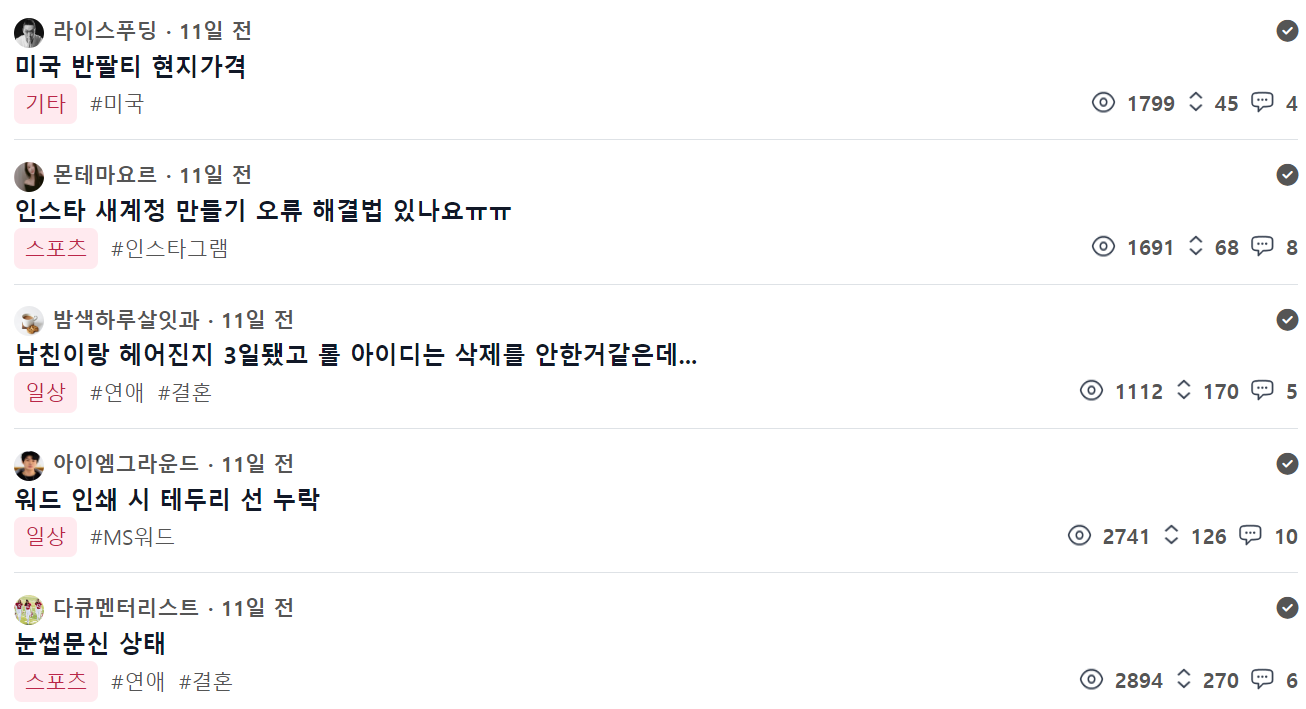 라이스푸딩 · 11일 전
미국 반팔티 현지가격
기타 #미국 1799 45 4
몬테마요르 · 11일 전
인스타 새계정 만들기 오류 해결법 있나요ㅠㅠ
스포츠 #인스타그램 1691 68 8
밤색하루살잇과 · 11일 전
남친이랑 헤어진지 3일됐고 롤 아이디는 삭제를 안한거같은데...
일상 #연애 #결혼 1112 170 5
아이엠그라운드 · 11일 전
워드 인쇄 시 테두리 선 누락
일상 #MS워드 2741 126 10
다큐멘터리스트 · 11일 전
눈썹문신 상태
스포츠 #연애 #결혼 2894 270 6